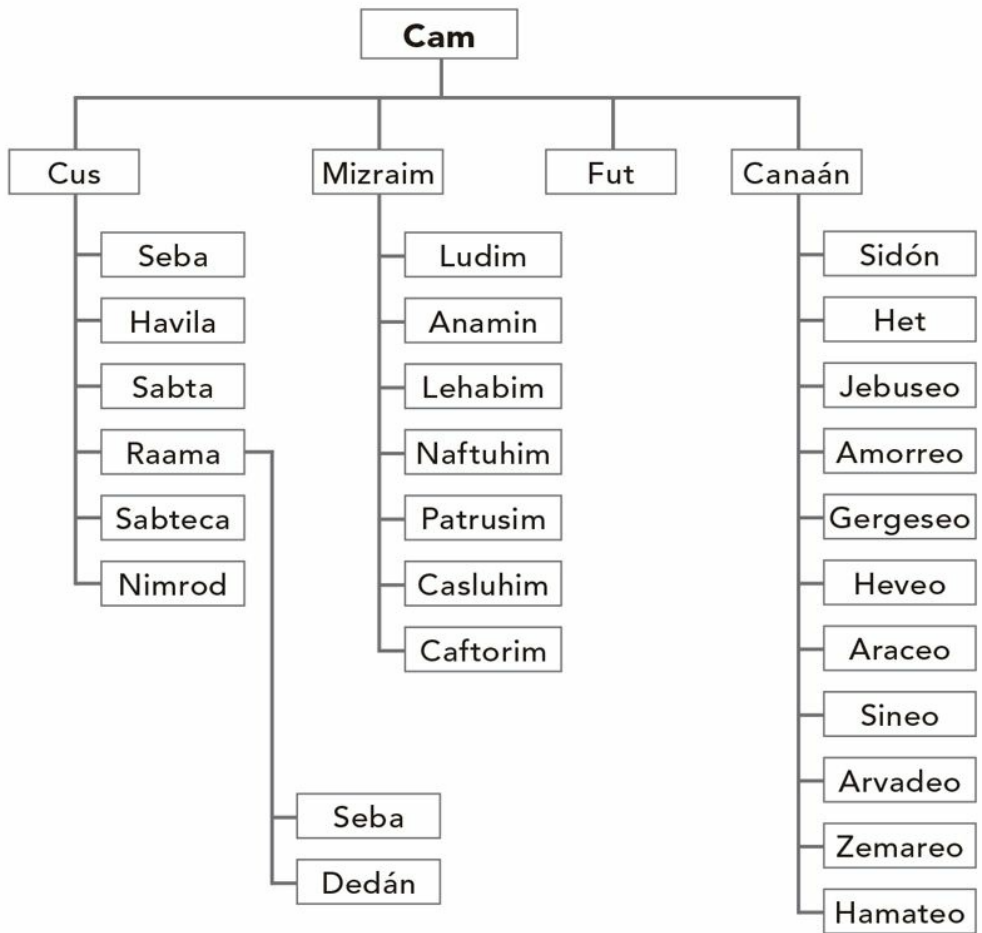 Cam
Cus
Mizraim
Fut
Canaán
Seba
Havila
Sabta
Raama
Sabteca
Nimrod
Seba
Dedán
Ludim
Anamin
Lehabim
Naftuhim
Patrusim
Casluhim
Caftorim
Sidón
Het
Jebuseo
Amorreo
Gergeseo
Heveo
Araceo
Sineo
Arvadeo
Zemareo
Hamateo